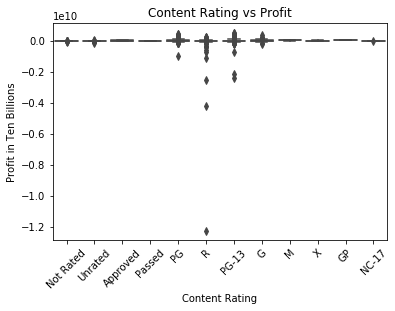 Content Rating vs Profit
1e10
0.0
−0.2
−0.4
−0.6
−0.8
−1.0
−1.2
Profit in Ten Billions
Not Rated
Unrated
Approved
Passed
PG
R
PG-13
G
M
X
GP
NC-17
Content Rating